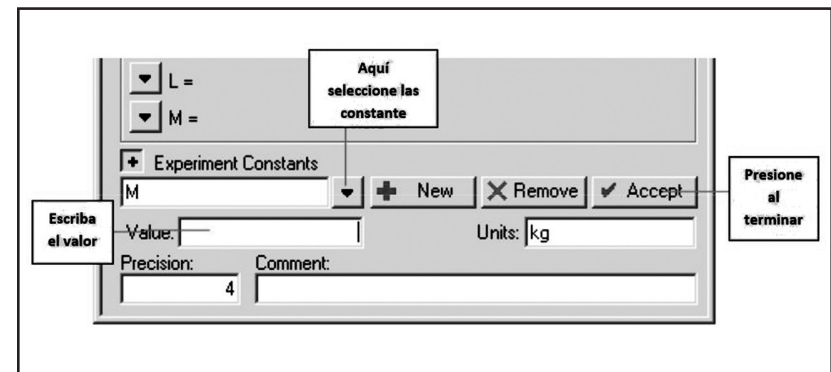 L =
M =
Aquí
seleccione las
constante
Experiment Constants
M
New
Remove
Accept
Presione
al
terminar
Escriba
el valor
Value:
Units: kg
Precision:
Comment:
4